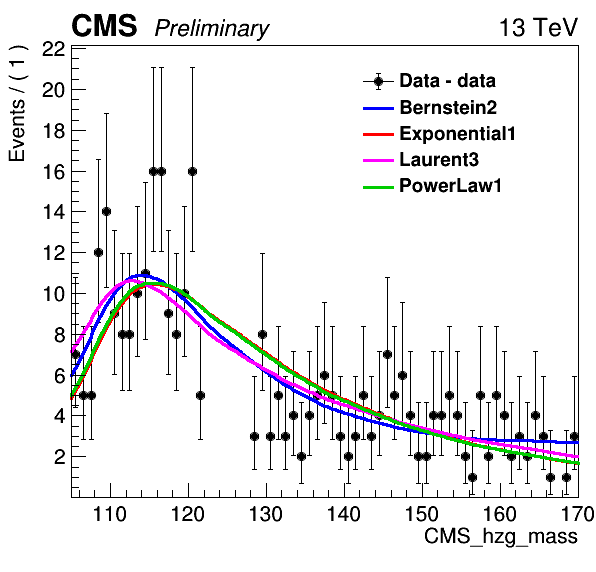 CMS Preliminary 13 TeV
Events / ( 1 )
22
20
18
16
14
12
10
8
6
4
2
Data - data
Bernstein2
Exponential1
Laurent3
PowerLaw1
110 120 130 140 150 160 170
CMS_hzg_mass